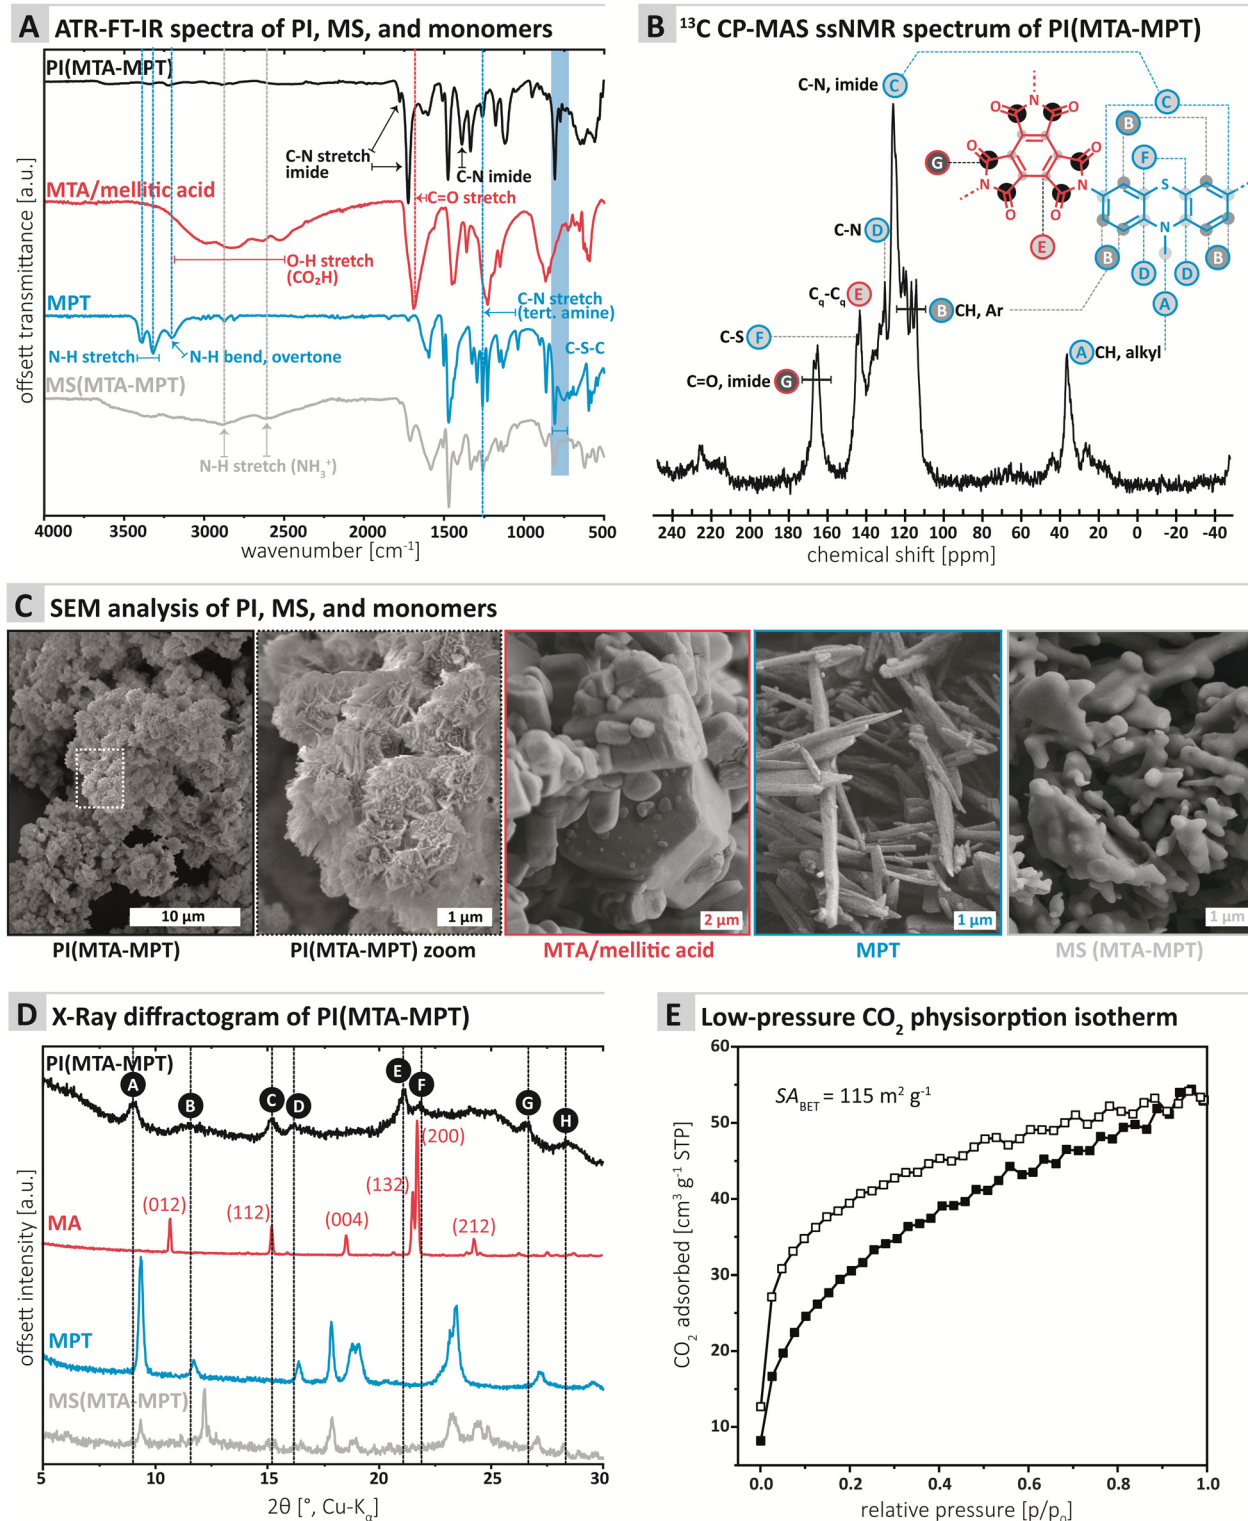 A ATR-FT-IR spectra of PI, MS, and monomers
PI(MTA-MPT)
C-N stretch
imide
C-N imide
MTA/mellitic acid
C=O stretch
O-H stretch
(CO₂H)
MPT
C-N stretch
(tert. amine)
N-H stretch
N-H bend, overtone
C-S-C
MS(MTA-MPT)
N-H stretch (NH₃⁺)
offsett transmittance [a.u.]
4000 3500 3000 2500 2000 1500 1000 500
wavenumber [cm⁻¹]
B ¹³C CP-MAS ssNMR spectrum of PI(MTA-MPT)
C-N, imide C
C
B
F
G
O N O
O O
N N
O O
S
N
E
B
D
D
B
A
C-N D
C_q-C_q E
B CH, Ar
C-S F
C=O, imide G
A CH, alkyl
240 220 200 180 160 140 120 100 80 60 40 20 0 -20 -40
chemical shift [ppm]
C SEM analysis of PI, MS, and monomers
10 µm
1 µm
2 µm
1 µm
1 µm
PI(MTA-MPT)
PI(MTA-MPT) zoom
MTA/mellitic acid
MPT
MS (MTA-MPT)
D X-Ray diffractogram of PI(MTA-MPT)
PI(MTA-MPT)
A B C D E F G H
(200)
(132)
(012)
(112)
(004)
(212)
MA
MPT
MS(MTA-MPT)
offsett intensity [a.u.]
5 10 15 20 25 30
2θ [°, Cu-K_α]
E Low-pressure CO₂ physisorption isotherm
SA_BET = 115 m² g⁻¹
60
50
40
30
20
10
CO₂ adsorbed [cm³ g⁻¹ STP]
0.0 0.2 0.4 0.6 0.8 1.0
relative pressure [p/p₀]